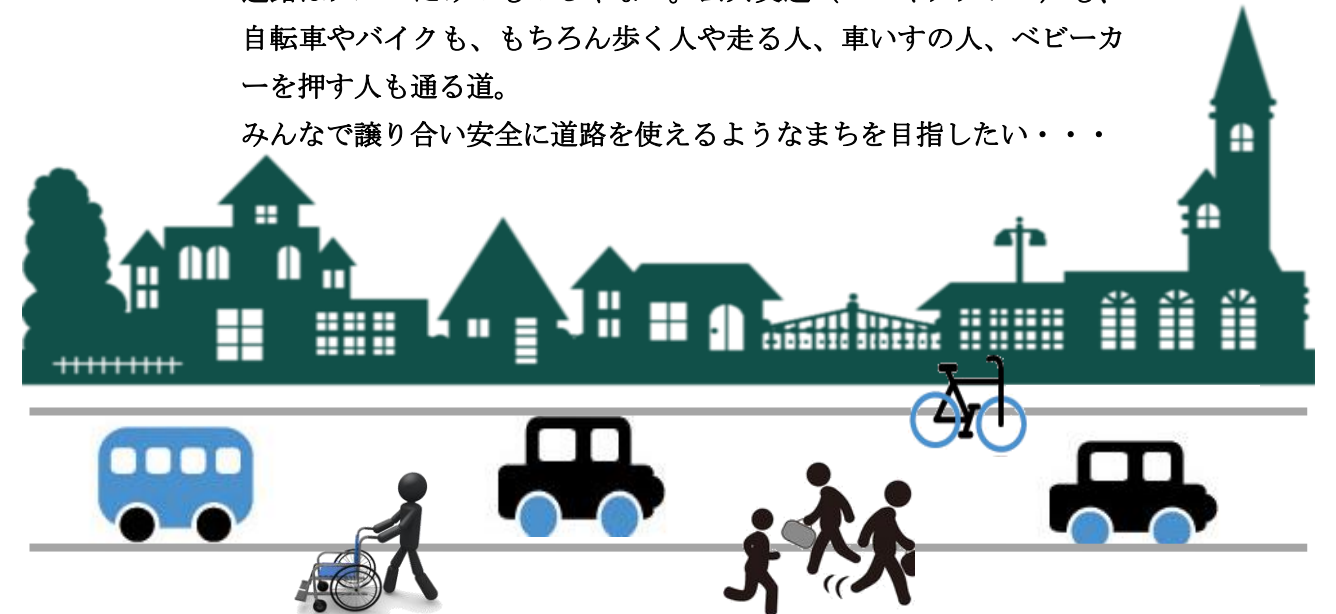 自転車やバイクも、もちろん歩く人や走る人、車いすの人、ベビーカ
ーを押す人も通る道。
みんなで譲り合い安全に道路を使えるようなまちを目指したい・・・